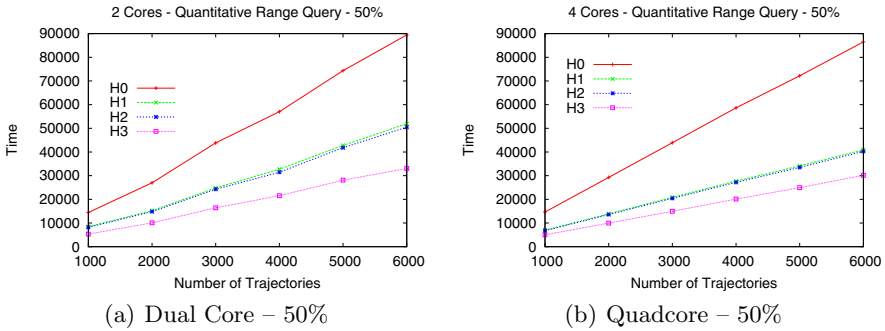 2 Cores - Quantitative Range Query - 50%
90000
80000
70000
60000
50000
40000
30000
20000
10000
0
Time
H0
H1
H2
H3
1000 2000 3000 4000 5000 6000
Number of Trajectories
(a) Dual Core – 50%
4 Cores - Quantitative Range Query - 50%
90000
80000
70000
60000
50000
40000
30000
20000
10000
0
Time
H0
H1
H2
H3
1000 2000 3000 4000 5000 6000
Number of Trajectories
(b) Quadcore – 50%